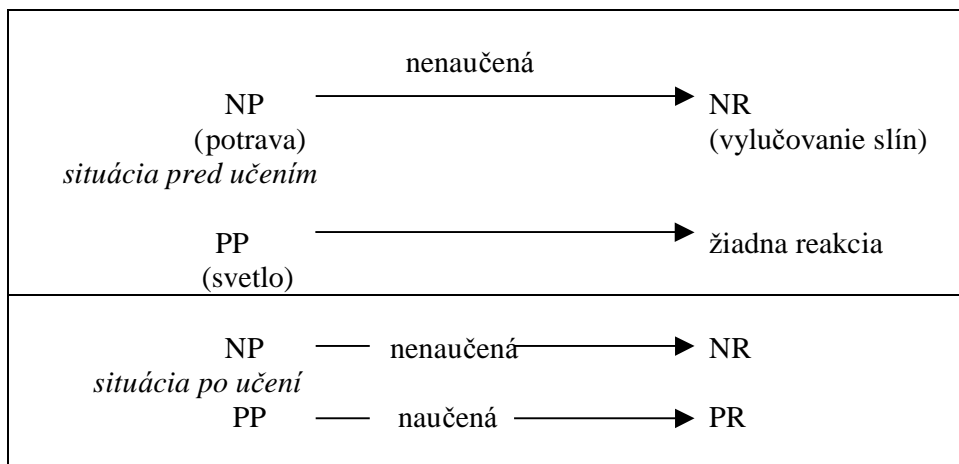 nenaučená
NP NR
(potrava) (vylučovanie slín)
situácia pred učením
PP žiadna reakcia
(svetlo)
NP nenaučená NR
situácia po učení
PP naučená PR